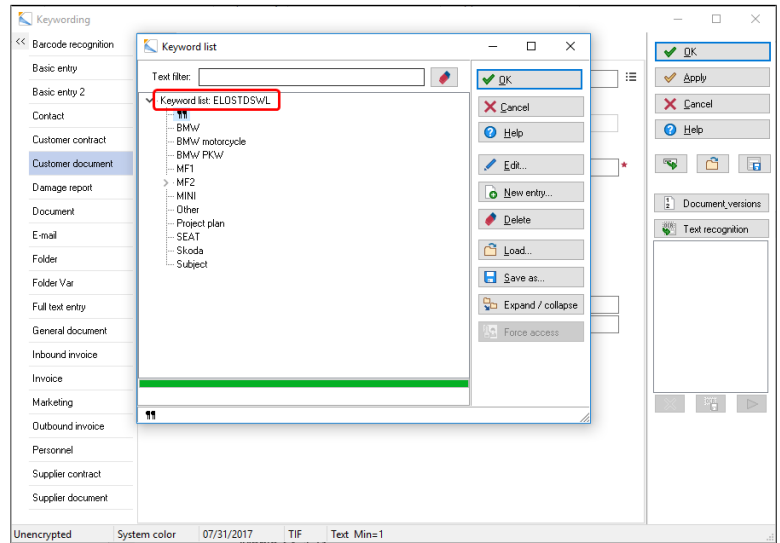 Keywording
<<
Barcode recognition
Basic entry
Basic entry 2
Contact
Customer contract
Customer document
Damage report
Document
E-mail
Folder
Folder Var
Full text entry
General document
Inbound invoice
Invoice
Marketing
Outbound invoice
Personnel
Supplier contract
Supplier document
Keyword list
Text filter:
Keyword list: ELOSTDSWL
¶¶
BMW
BMW motorcycle
BMW PKW
MF1
MF2
MINI
Other
Project plan
SEAT
Skoda
Subject
¶¶
OK
Cancel
Help
Edit...
New entry...
Delete
Load...
Save as...
Expand / collapse
Force access
*
OK
Apply
Cancel
Help
Document versions
Text recognition
Unencrypted System color 07/31/2017 TIF Text Min=1